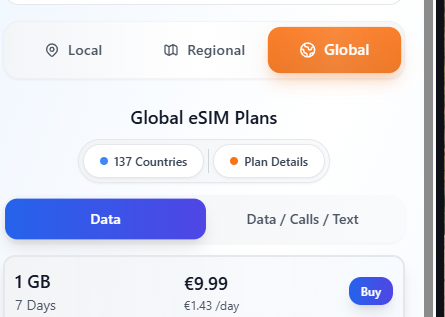 Local Regional Global
Global eSIM Plans
137 Countries Plan Details
Data Data / Calls / Text
1 GB €9.99 Buy
7 Days €1.43 /day